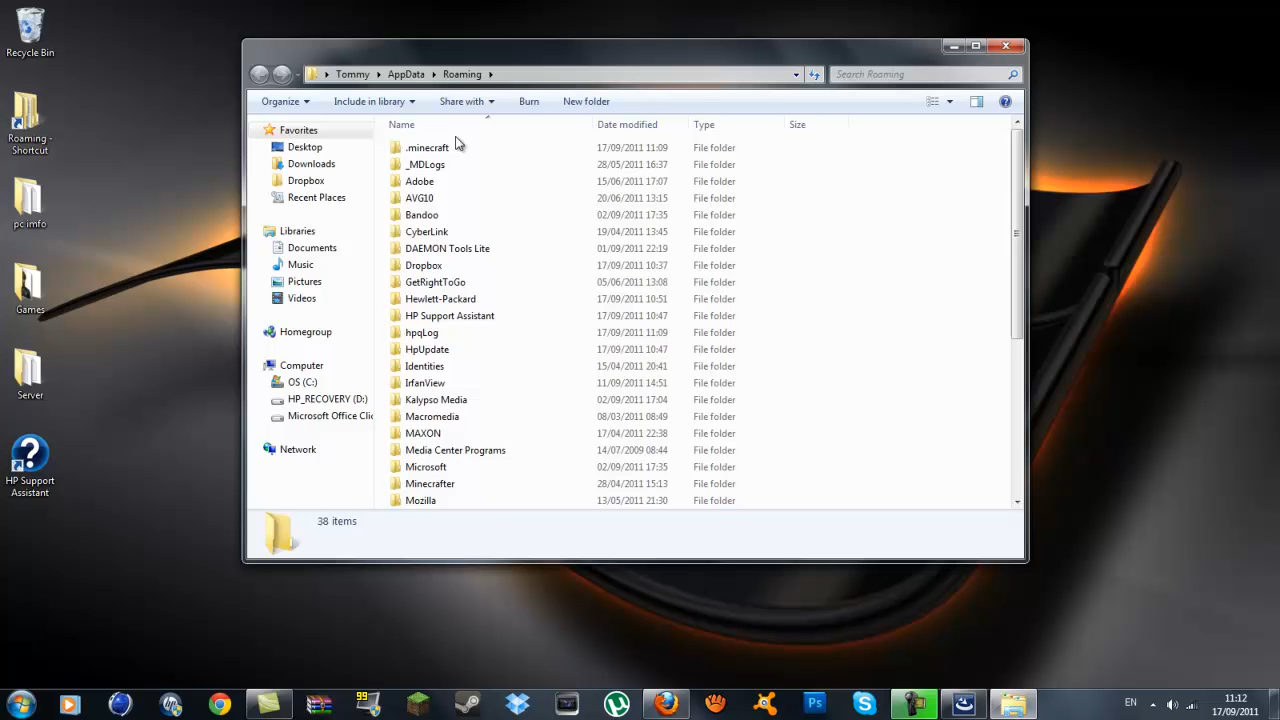 Recycle Bin
Roaming -
Shortcut
pc imfo
Games
Server
HP Support
Assistant
Tommy
AppData
Roaming
Search Roaming
Organize
Include in library
Share with
Burn
New folder
Favorites
Desktop
Downloads
Dropbox
Recent Places
Libraries
Documents
Music
Pictures
Videos
Homegroup
Computer
OS (C:)
HP_RECOVERY (D:)
Microsoft Office Clic
Network
Name Date modified Type Size
.minecraft 17/09/2011 11:09 File folder
_MDLogs 28/05/2011 16:37 File folder
Adobe 15/06/2011 17:07 File folder
AVG10 20/06/2011 13:15 File folder
Bandoo 02/09/2011 17:35 File folder
CyberLink 19/04/2011 13:45 File folder
DAEMON Tools Lite 01/09/2011 22:19 File folder
Dropbox 17/09/2011 10:37 File folder
GetRightToGo 05/06/2011 13:08 File folder
Hewlett-Packard 17/09/2011 10:51 File folder
HP Support Assistant 17/09/2011 10:47 File folder
hpqLog 17/09/2011 11:09 File folder
HpUpdate 17/09/2011 10:47 File folder
Identities 15/04/2011 20:41 File folder
IrfanView 11/09/2011 14:51 File folder
Kalypso Media 02/09/2011 17:04 File folder
Macromedia 08/03/2011 08:49 File folder
MAXON 17/04/2011 22:38 File folder
Media Center Programs 14/07/2009 08:44 File folder
Microsoft 02/09/2011 17:35 File folder
Minecrafter 28/04/2011 15:13 File folder
Mozilla 13/05/2011 21:30 File folder
38 items
99
Ps
EN
11:12
17/09/2011